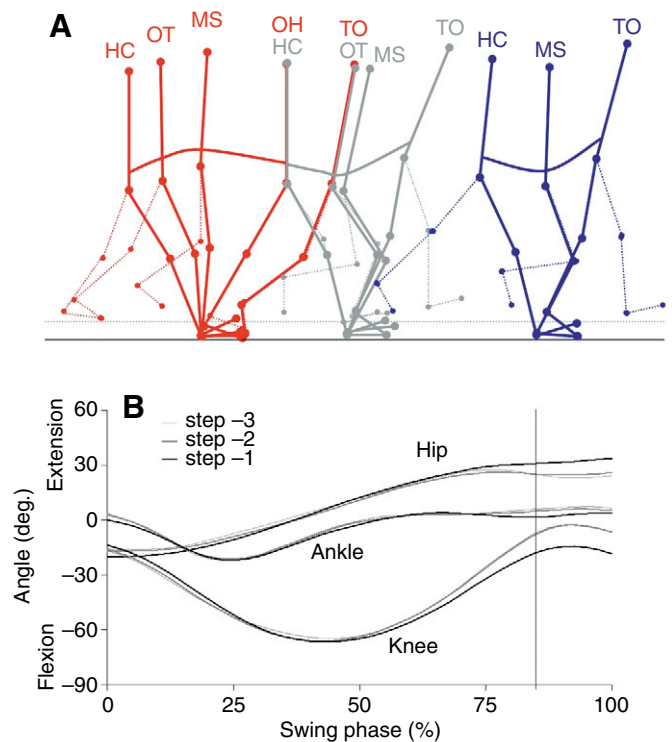 A
HC OT MS OH TO
HC OT MS TO
HC MS TO
B
60
30
0
−30
−60
−90
Extension
Angle (deg.)
Flexion
step −3
step −2
step −1
Hip
Ankle
Knee
0 25 50 75 100
Swing phase (%)